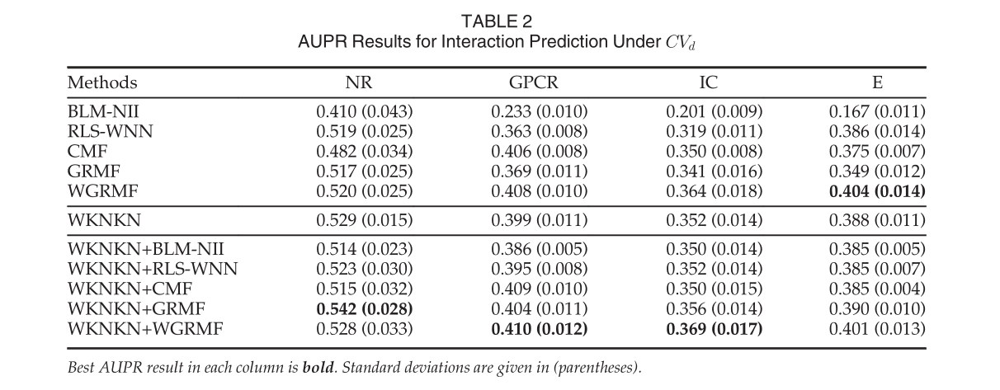 TABLE 2
AUPR Results for Interaction Prediction Under CVd
Methods NR GPCR IC E
BLM-NII 0.410 (0.043) 0.233 (0.010) 0.201 (0.009) 0.167 (0.011)
RLS-WNN 0.519 (0.025) 0.363 (0.008) 0.319 (0.011) 0.386 (0.014)
CMF 0.482 (0.034) 0.406 (0.008) 0.350 (0.008) 0.375 (0.007)
GRMF 0.517 (0.025) 0.369 (0.011) 0.341 (0.016) 0.349 (0.012)
WGRMF 0.520 (0.025) 0.408 (0.010) 0.364 (0.018) 0.404 (0.014)
WKNKN 0.529 (0.015) 0.399 (0.011) 0.352 (0.014) 0.388 (0.011)
WKNKN+BLM-NII 0.514 (0.023) 0.386 (0.005) 0.350 (0.014) 0.385 (0.005)
WKNKN+RLS-WNN 0.523 (0.030) 0.395 (0.008) 0.352 (0.014) 0.385 (0.007)
WKNKN+CMF 0.515 (0.032) 0.409 (0.010) 0.350 (0.015) 0.385 (0.004)
WKNKN+GRMF 0.542 (0.028) 0.404 (0.011) 0.356 (0.014) 0.390 (0.010)
WKNKN+WGRMF 0.528 (0.033) 0.410 (0.012) 0.369 (0.017) 0.401 (0.013)
Best AUPR result in each column is bold. Standard deviations are given in (parentheses).